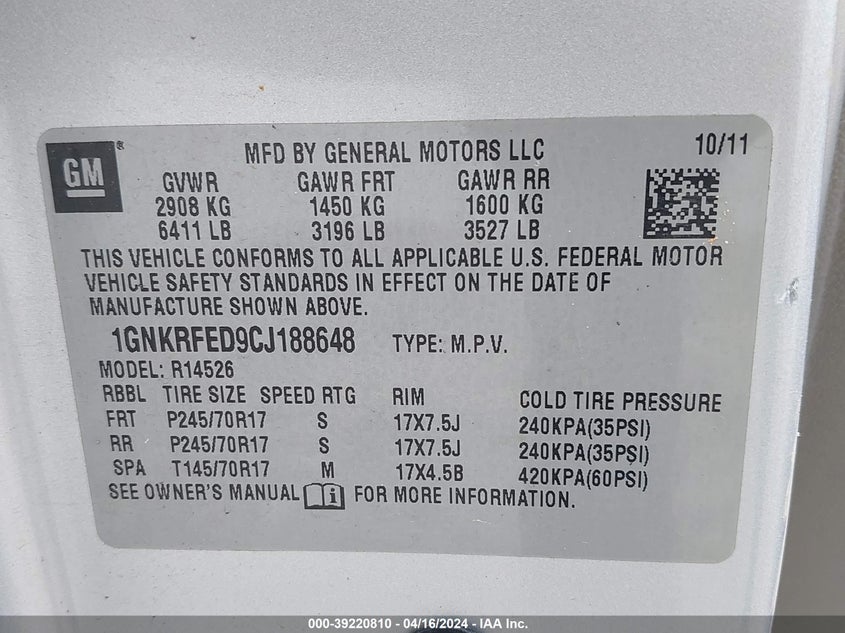 GM
®
MFD BY GENERAL MOTORS LLC 10/11
GVWR GAWR FRT GAWR RR
2908 KG 1450 KG 1600 KG
6411 LB 3196 LB 3527 LB
THIS VEHICLE CONFORMS TO ALL APPLICABLE U.S. FEDERAL MOTOR
VEHICLE SAFETY STANDARDS IN EFFECT ON THE DATE OF
MANUFACTURE SHOWN ABOVE.
1GNKRFED9CJ188648 TYPE: M.P.V.
MODEL: R14526
RBBL TIRE SIZE SPEED RTG RIM COLD TIRE PRESSURE
FRT P245/70R17 S 17X7.5J 240KPA(35PSI)
RR P245/70R17 S 17X7.5J 240KPA(35PSI)
SPA T145/70R17 M 17X4.5B 420KPA(60PSI)
SEE OWNER'S MANUAL i FOR MORE INFORMATION.
000-39220810 - 04/16/2024 - IAA Inc.